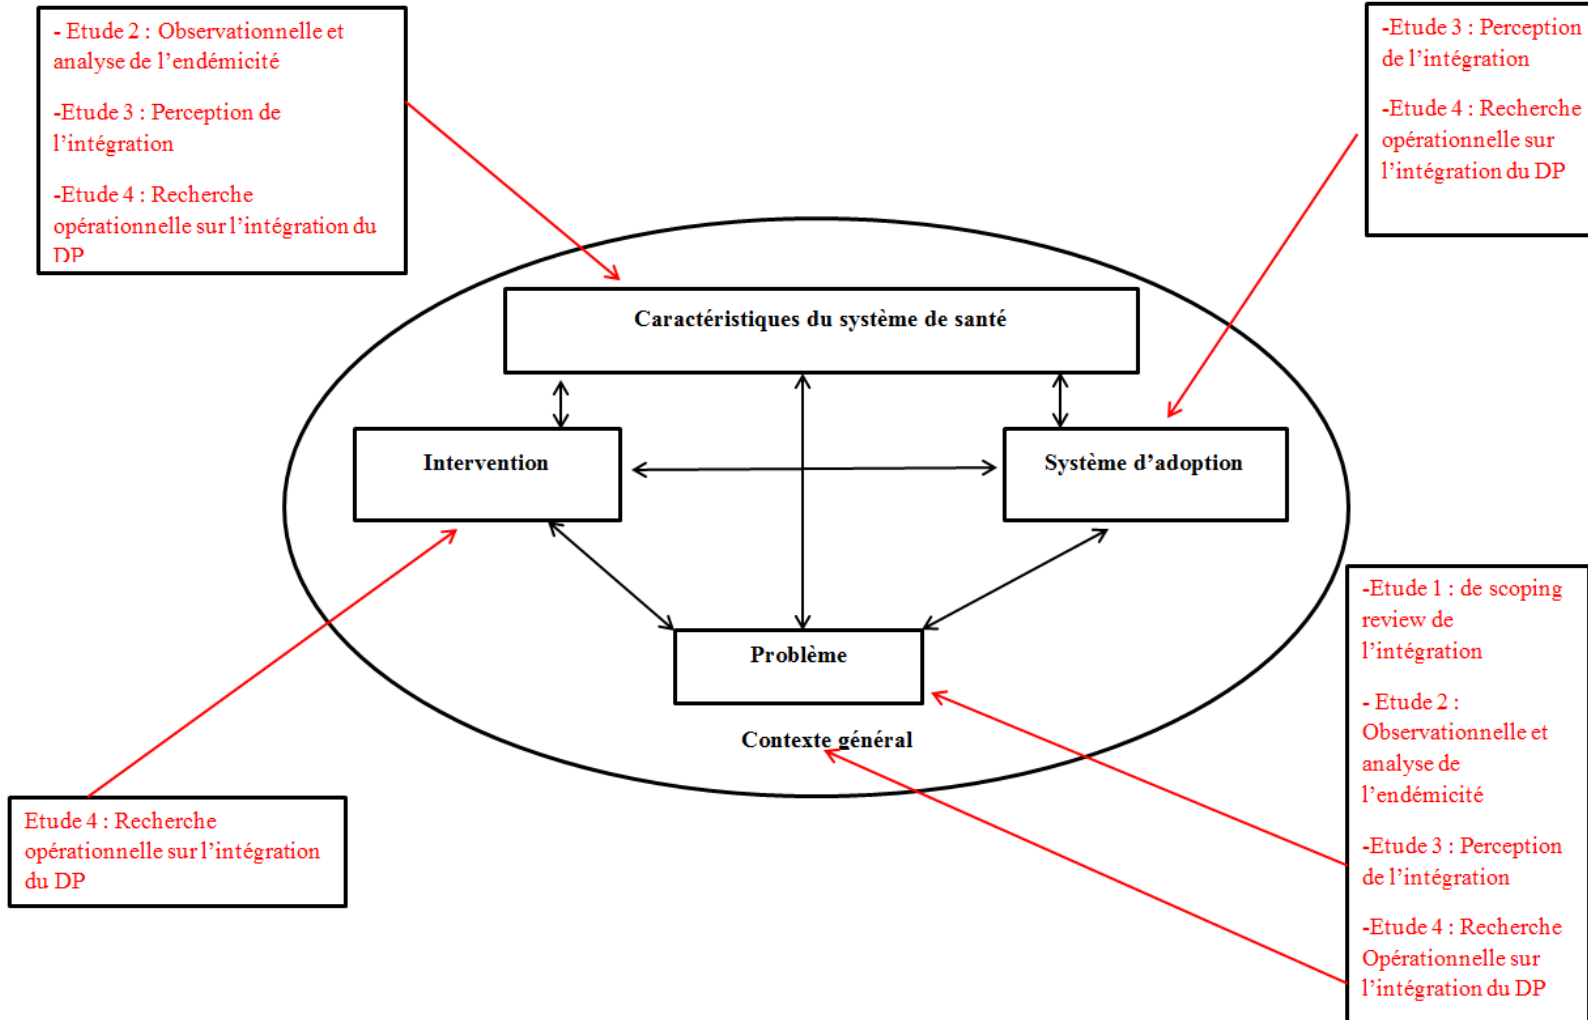 - Etude 2 : Observationnelle et
analyse de l’endémicité
-Etude 3 : Perception de
l’intégration
-Etude 4 : Recherche
opérationnelle sur l’intégration du
DP
-Etude 3 : Perception
de l’intégration
-Etude 4 : Recherche
opérationnelle sur
l’intégration du DP
Caractéristiques du système de santé
Intervention
Système d’adoption
Problème
Contexte général
Etude 4 : Recherche
opérationnelle sur l’intégration
du DP
-Etude 1 : de scoping
review de
l’intégration
- Etude 2 :
Observationnelle et
analyse de
l’endémicité
-Etude 3 : Perception
de l’intégration
-Etude 4 : Recherche
Opérationnelle sur
l’intégration du DP